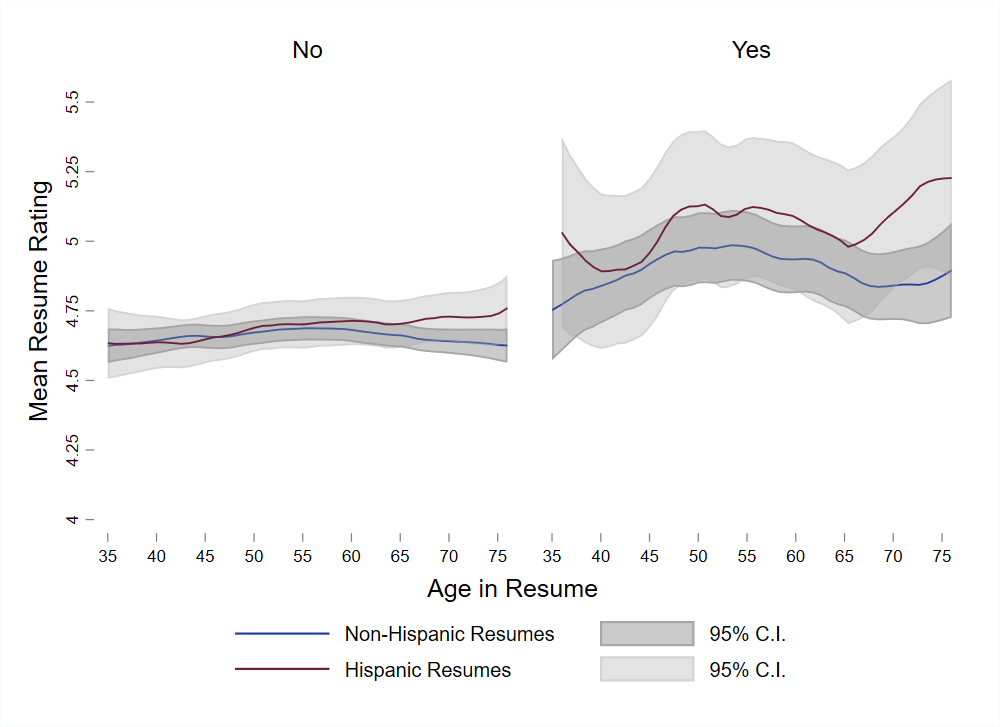 No Yes
Mean Resume Rating
5.5
5.25
5
4.75
4.5
4.25
4
35 40 45 50 55 60 65 70 75 35 40 45 50 55 60 65 70 75
Age in Resume
Non-Hispanic Resumes 95% C.I.
Hispanic Resumes 95% C.I.